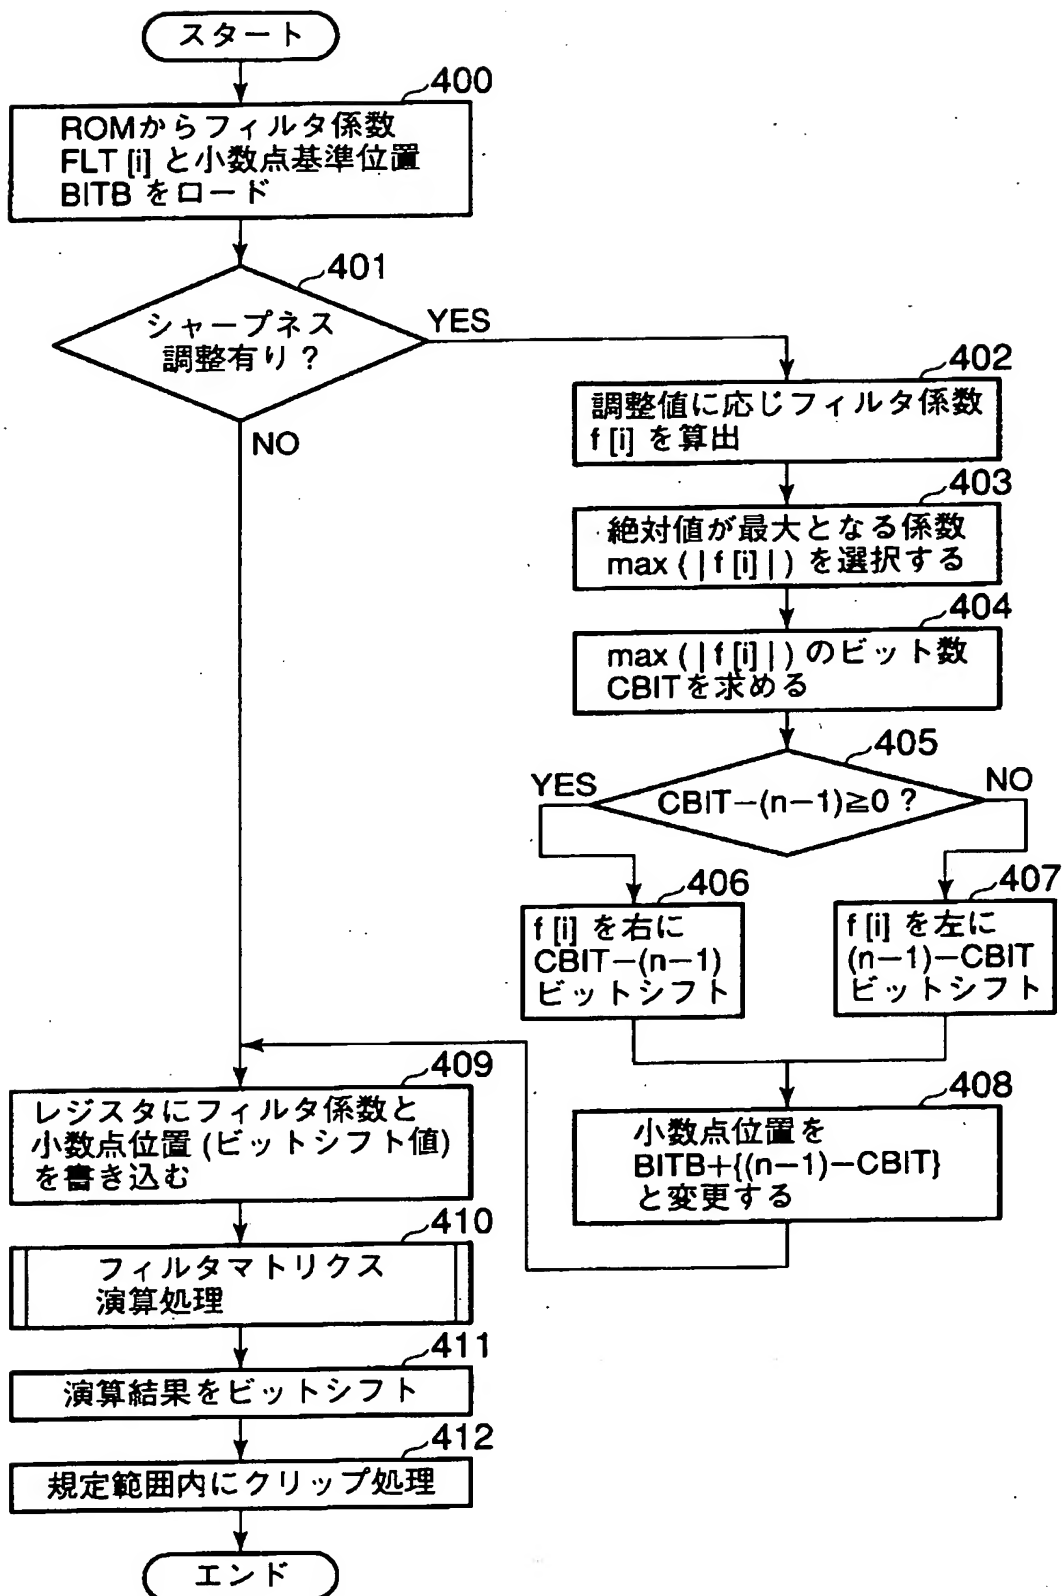 スタート
400
ROMからフィルタ係数
FLT [i] と小数点基準位置
BITB をロード
401
シャープネス
調整有り？
YES
NO
402
調整値に応じフィルタ係数
f [i] を算出
403
絶対値が最大となる係数
max ( | f [i] | ) を選択する
404
max ( | f [i] | ) のビット数
CBITを求める
405
CBIT－(n－1)≧0 ？
YES
NO
406
f [i] を右に
CBIT－(n－1)
ビットシフト
407
f [i] を左に
(n－1)－CBIT
ビットシフト
408
小数点位置を
BITB+{(n－1)－CBIT}
と変更する
409
レジスタにフィルタ係数と
小数点位置 (ビットシフト値)
を書き込む
410
フィルタマトリクス
演算処理
411
演算結果をビットシフト
412
規定範囲内にクリップ処理
エンド